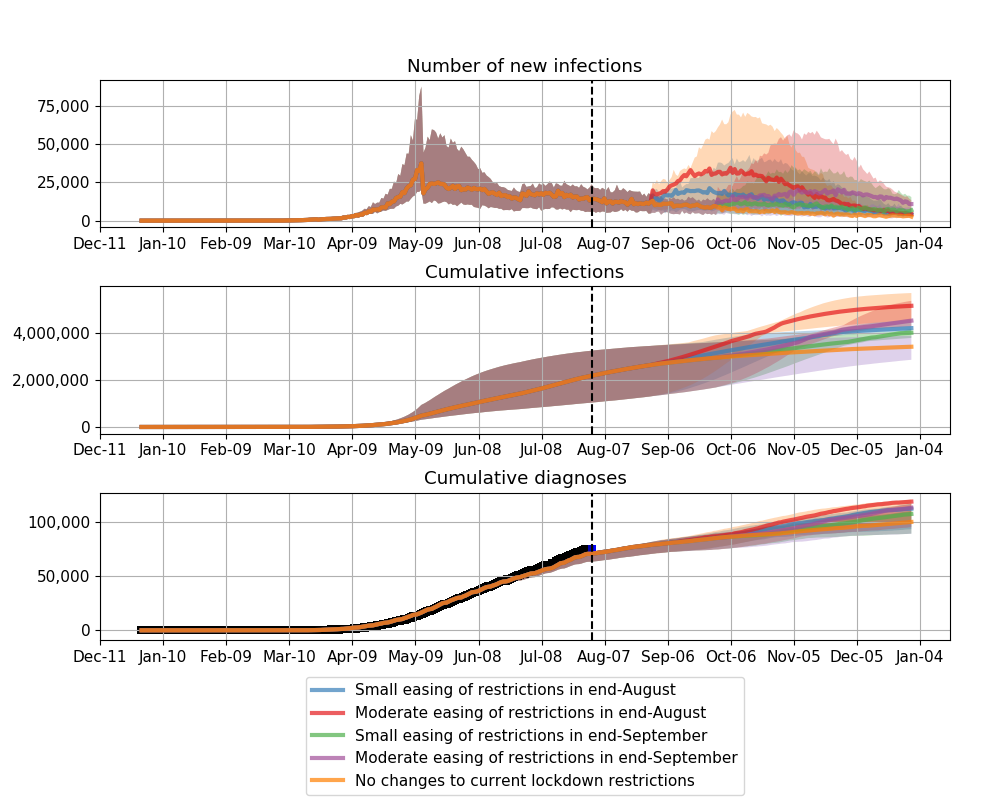 Number of new infections
75,000
50,000
25,000
0
Dec-11 Jan-10 Feb-09 Mar-10 Apr-09 May-09 Jun-08 Jul-08 Aug-07 Sep-06 Oct-06 Nov-05 Dec-05 Jan-04
Cumulative infections
4,000,000
2,000,000
0
Dec-11 Jan-10 Feb-09 Mar-10 Apr-09 May-09 Jun-08 Jul-08 Aug-07 Sep-06 Oct-06 Nov-05 Dec-05 Jan-04
Cumulative diagnoses
100,000
50,000
0
Dec-11 Jan-10 Feb-09 Mar-10 Apr-09 May-09 Jun-08 Jul-08 Aug-07 Sep-06 Oct-06 Nov-05 Dec-05 Jan-04
Small easing of restrictions in end-August
Moderate easing of restrictions in end-August
Small easing of restrictions in end-September
Moderate easing of restrictions in end-September
No changes to current lockdown restrictions